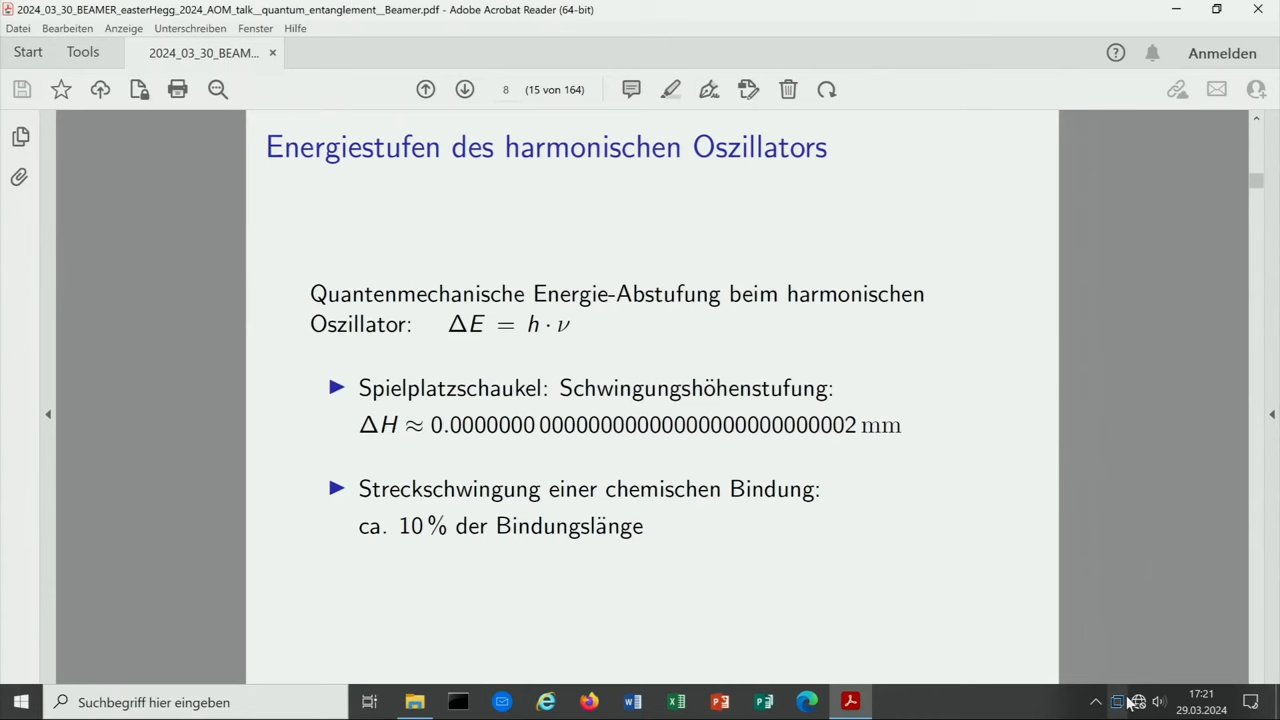 2024_03_30_BEAMER_easterHegg_2024_AOM_talk__quantum_entanglement__Beamer.pdf - Adobe Acrobat Reader (64-bit)
Datei Bearbeiten Anzeige Unterschreiben Fenster Hilfe
Start Tools 2024_03_30_BEAM... × Anmelden
8 (15 von 164)
Energiestufen des harmonischen Oszillators
Quantenmechanische Energie-Abstufung beim harmonischen
Oszillator: ΔE = h · ν
Spielplatzschaukel: Schwingungshöhenstufung:
ΔH ≈ 0.0000000 00000000000000000000000002 mm
Streckschwingung einer chemischen Bindung:
ca. 10 % der Bindungslänge
Suchbegriff hier eingeben
17:21
29.03.2024